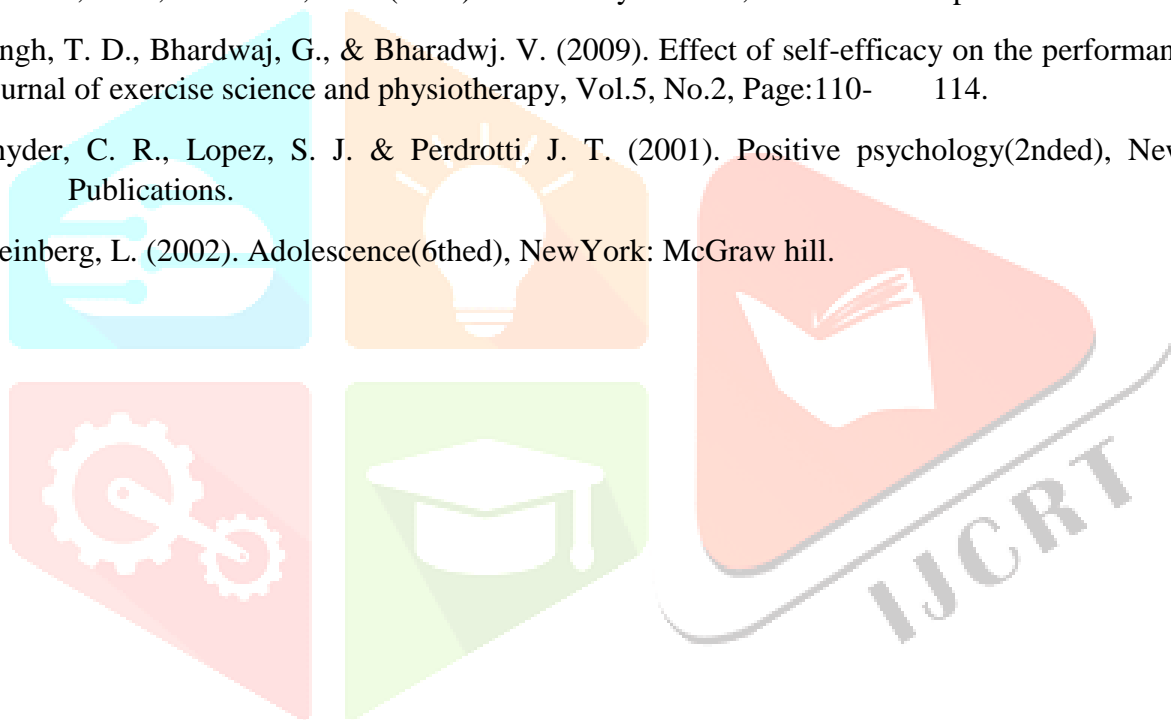 ngh, T. D., Bhardwaj, G., & Bharadwj. V. (2009). Effect of self-efficacy on the performan
urnal of exercise science and physiotherapy, Vol.5, No.2, Page:110- 114.
nyder, C. R., Lopez, S. J. & Perdrotti, J. T. (2001). Positive psychology(2nded), Nev
Publications.
einberg, L. (2002). Adolescence(6thed), NewYork: McGraw hill.
IJCRT